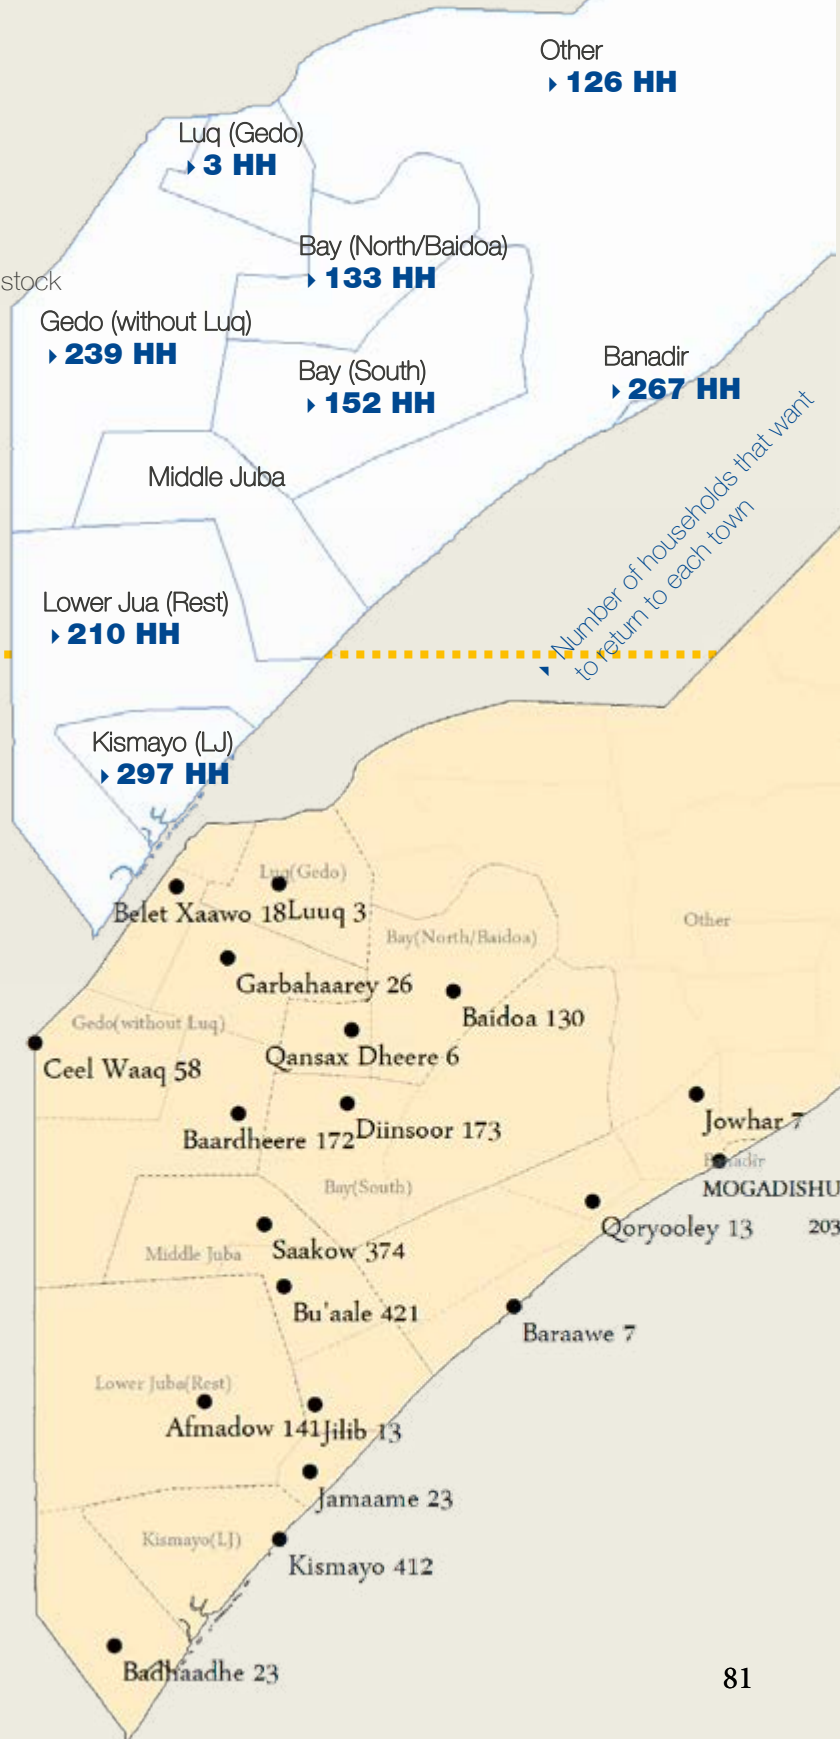 Other
126 HH
Luq (Gedo)
3 HH
Bay (North/Baidoa)
133 HH
stock
Gedo (without Luq)
239 HH
Bay (South)
152 HH
Banadir
267 HH
Number of households that want
to return to each town
Middle Juba
Lower Jua (Rest)
210 HH
Kismayo (LJ)
297 HH
Luq(Gedo)
Belet Xaawo 18
Luuq 3
Other
Bay(North/Baidoa)
Garbahaarey 26
Baidoa 130
Gedo(without Luq)
Qansax Dheere 6
Ceel Waaq 58
Jowhar 7
Baardheere 172
Diinsoor 173
Banadir
MOGADISHU
203
Bay(South)
Qoryooley 13
Saakow 374
Middle Juba
Bu'aale 421
Baraawe 7
Lower Juba(Rest)
Afmadow 141
Jilib 13
Jamaame 23
Kismayo(LJ)
Kismayo 412
Badhaadhe 23
81